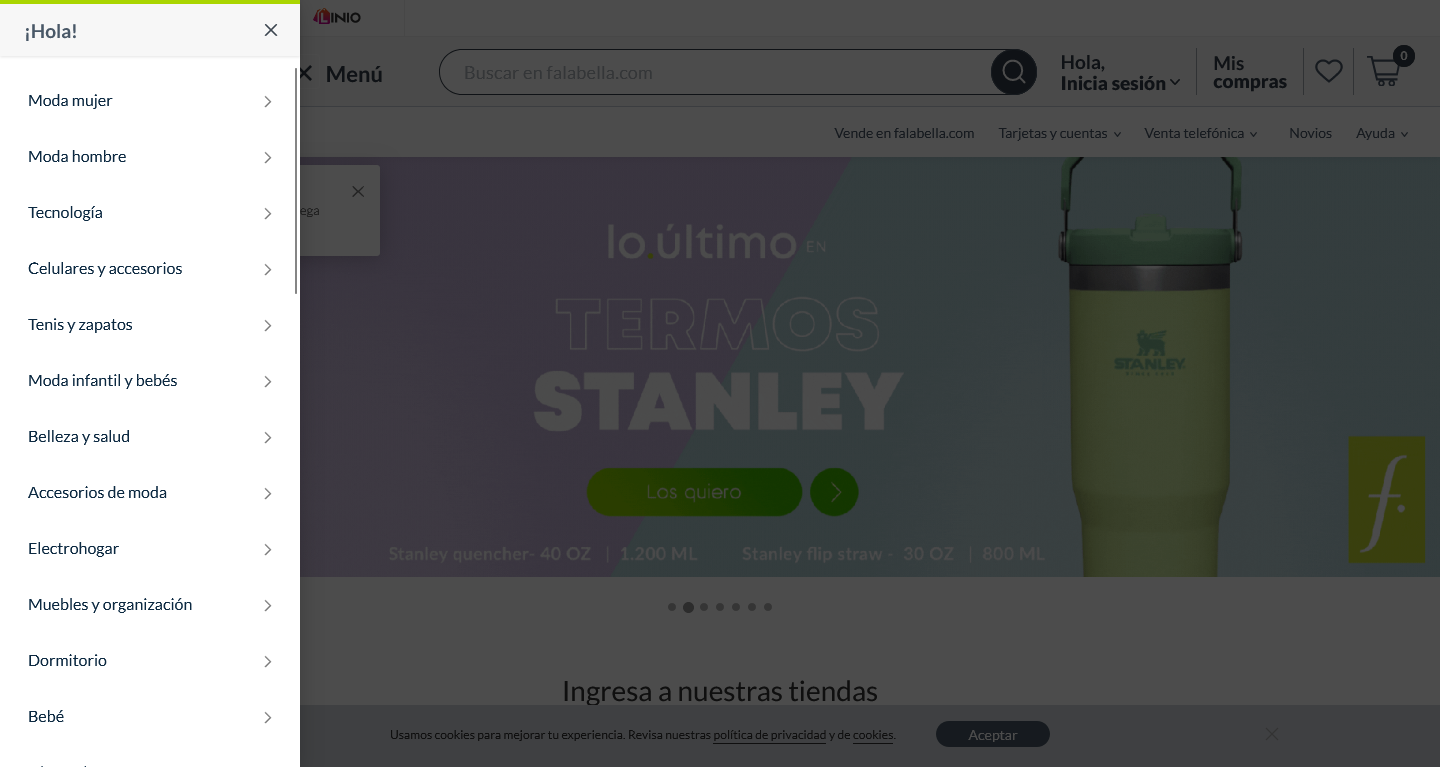 ¡Hola!
Moda mujer
Moda hombre
Tecnología
Celulares y accesorios
Tenis y zapatos
Moda infantil y bebés
Belleza y salud
Accesorios de moda
Electrohogar
Muebles y organización
Dormitorio
Bebé
LINIO
Menú
Buscar en falabella.com
Hola,
Inicia sesión
Mis
compras
0
Vende en falabella.com
Tarjetas y cuentas
Venta telefónica
Novios
Ayuda
lo.último EN
TERMOS
STANLEY
Los quiero
Stanley quencher- 40 OZ | 1.200 ML
Stanley flip straw - 30 OZ | 800 ML
STANLEY
f.
Ingresa a nuestras tiendas
Usamos cookies para mejorar tu experiencia. Revisa nuestras política de privacidad y de cookies.
Aceptar